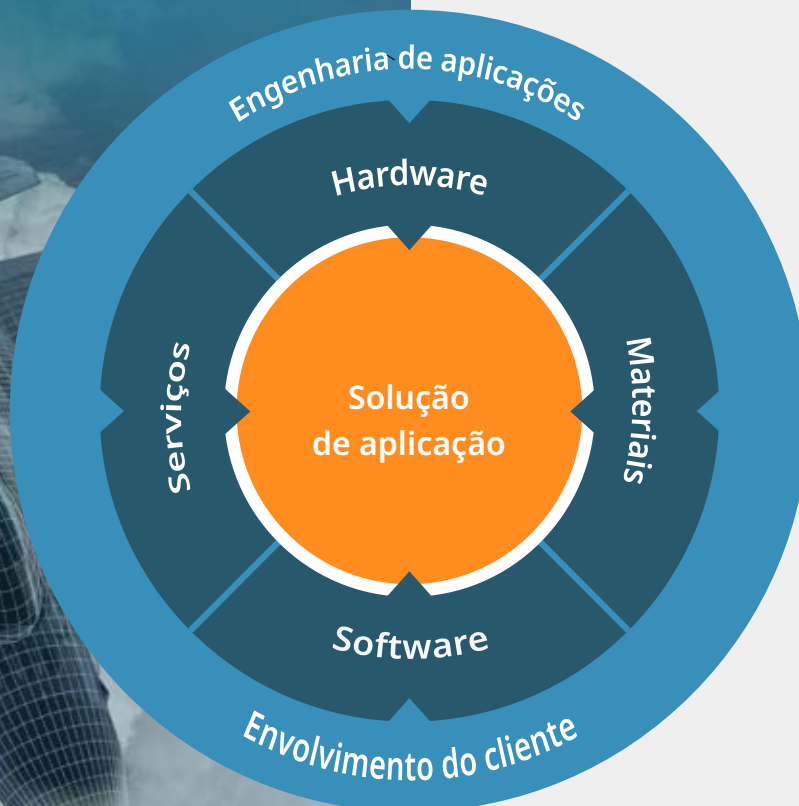 Engenharia de aplicações
Hardware
Serviços
Solução
de aplicação
Materiais
Software
Envolvimento do cliente